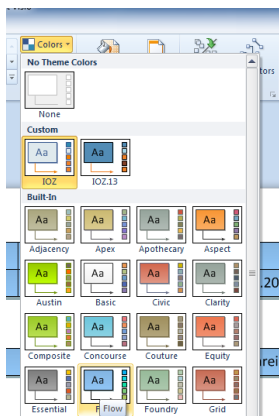 Colors
No Theme Colors
None
Custom
Aa Aa
IOZ IOZ.13
Built-In
Aa Aa Aa Aa
Adjacency Apex Apothecary Aspect
Aa Aa Aa Aa
Austin Basic Civic Clarity
Aa Aa Aa Aa
Composite Concourse Couture Equity
Aa Aa Aa Aa
Essential Flow Foundry Grid
tors
.20